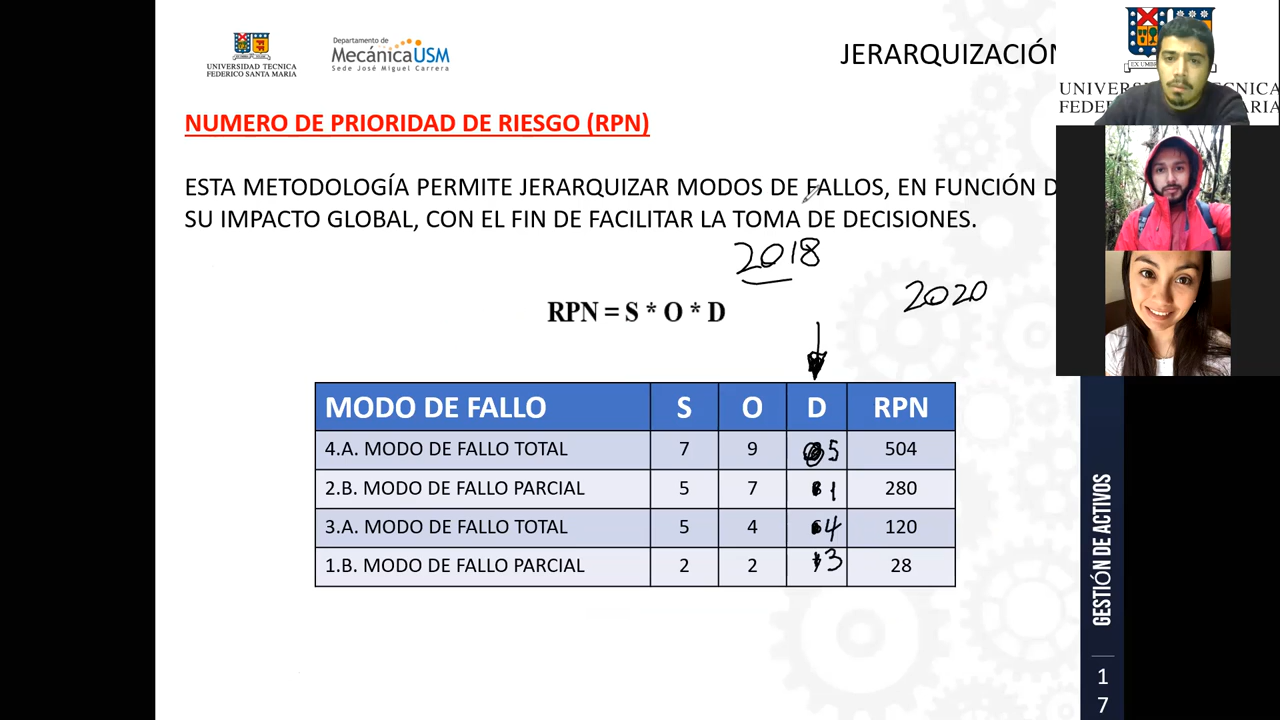 UNIVERSIDAD TECNICA
FEDERICO SANTA MARIA
Departamento de
MecánicaUSM
Sede José Miguel Carrera
JERARQUIZACIÓN
NUMERO DE PRIORIDAD DE RIESGO (RPN)
ESTA METODOLOGÍA PERMITE JERARQUIZAR MODOS DE FALLOS, EN FUNCIÓN D
SU IMPACTO GLOBAL, CON EL FIN DE FACILITAR LA TOMA DE DECISIONES.
2018
2020
RPN = S * O * D
MODO DE FALLO S O D RPN
4.A. MODO DE FALLO TOTAL 7 9 5 504
2.B. MODO DE FALLO PARCIAL 5 7 1 280
3.A. MODO DE FALLO TOTAL 5 4 4 120
1.B. MODO DE FALLO PARCIAL 2 2 3 28
GESTIÓN DE ACTIVOS
1
7
EX UMBR
UNIVER TECNICA
FEDER MARIA